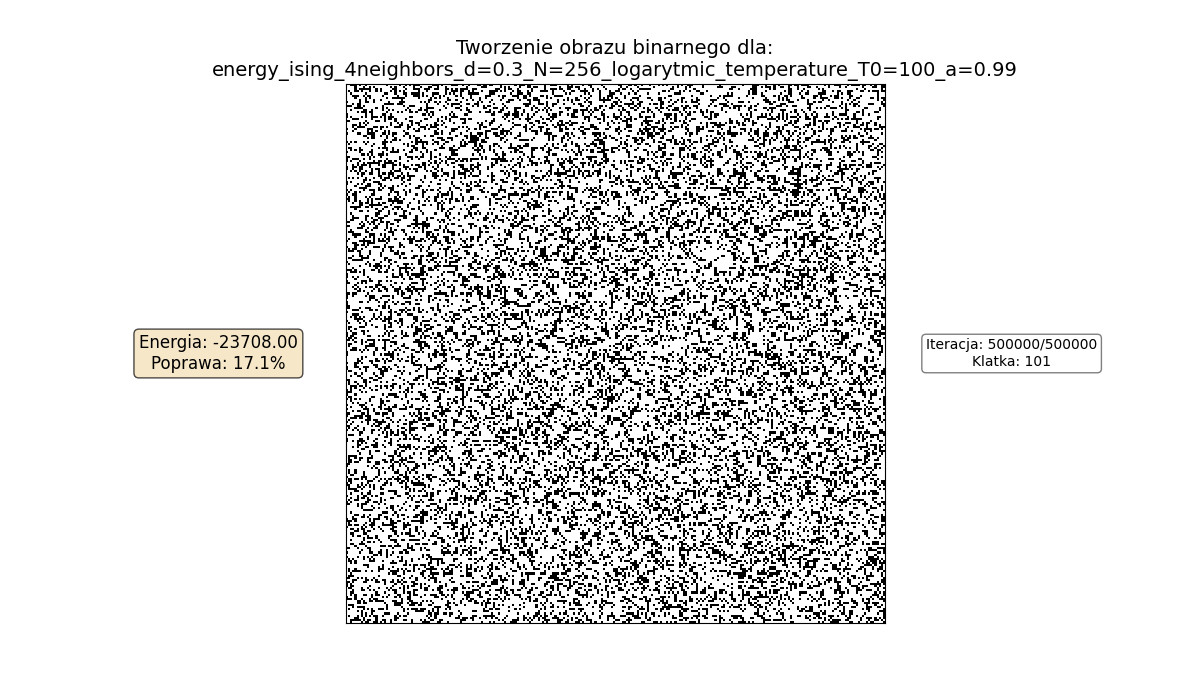 Tworzenie obrazu binarnego dla:
energy_ising_4neighbors_d=0.3_N=256_logarytmic_temperature_T0=100_a=0.99
Energia: -23708.00
Poprawa: 17.1%
Iteracja: 500000/500000
Klatka: 101